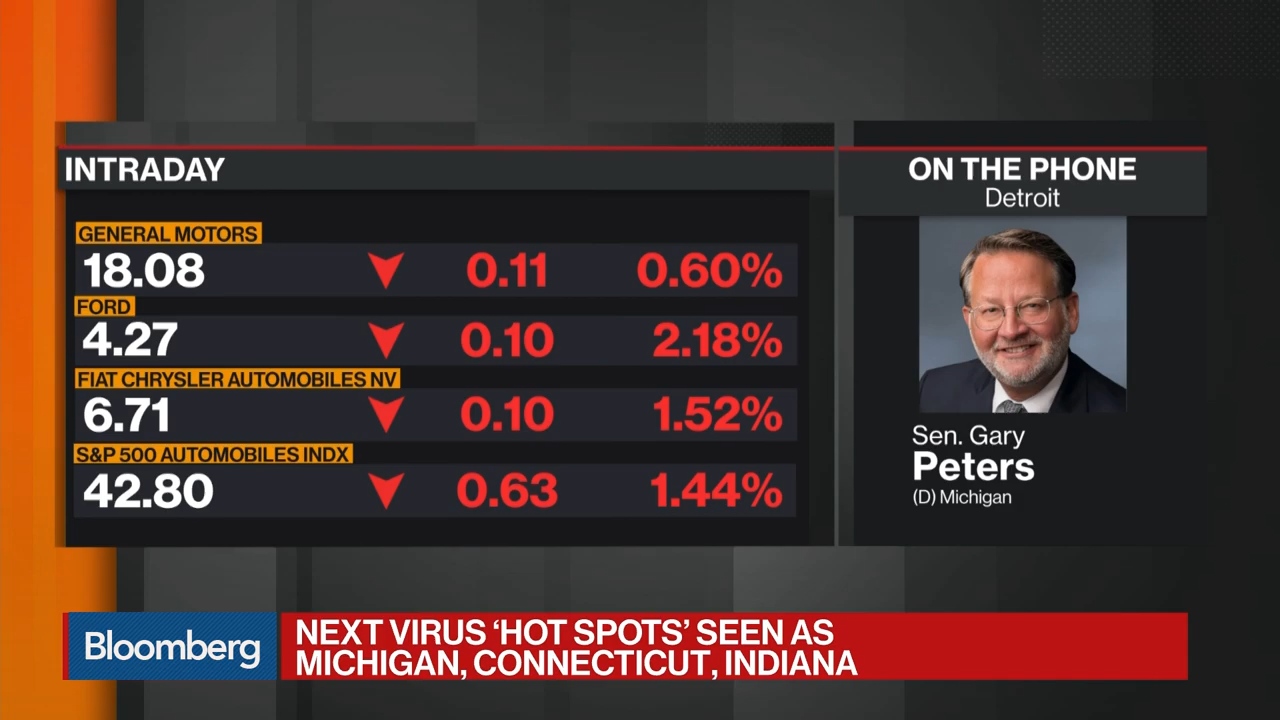 INTRADAY
GENERAL MOTORS
18.08 0.11 0.60%
FORD
4.27 0.10 2.18%
FIAT CHRYSLER AUTOMOBILES NV
6.71 0.10 1.52%
S&P 500 AUTOMOBILES INDX
42.80 0.63 1.44%
ON THE PHONE
Detroit
Sen. Gary
Peters
(D) Michigan
Bloomberg
NEXT VIRUS ‘HOT SPOTS’ SEEN AS
MICHIGAN, CONNECTICUT, INDIANA